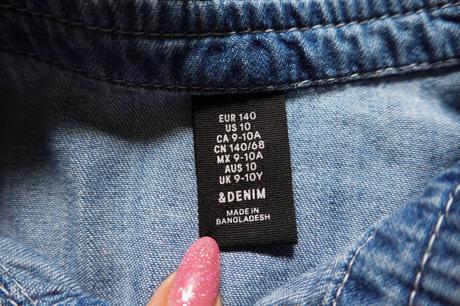 EUR 140
US 10
CA 9-10A
CN 140/68
MX 9-10A
AUS 10
UK 9-10Y
&DENIM
MADE IN
BANGLADESH